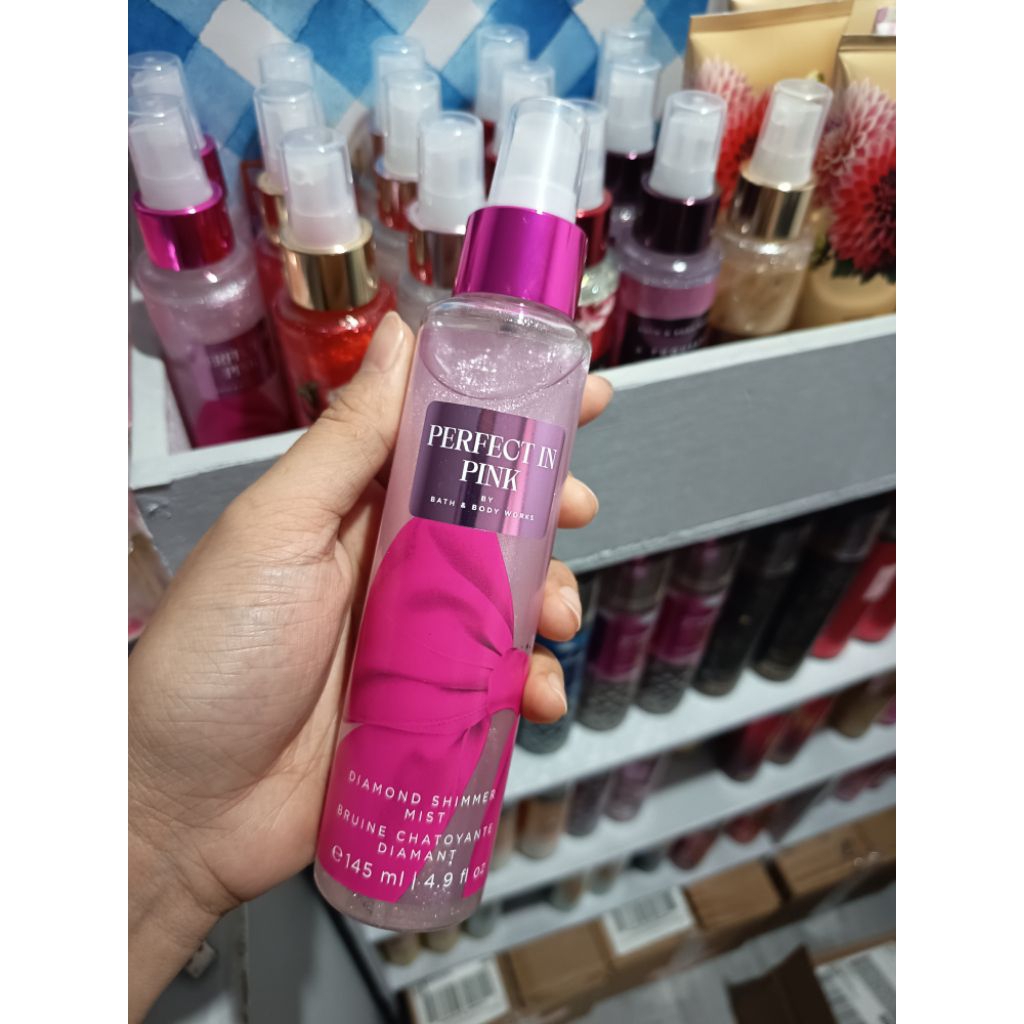 PERFECT IN
PINK
BY
BATH & BODY WORKS
DIAMOND SHIMMER
MIST
BRUINE CHATOYANTE
DIAMANT
℮145 ml | 4.9 fl oz